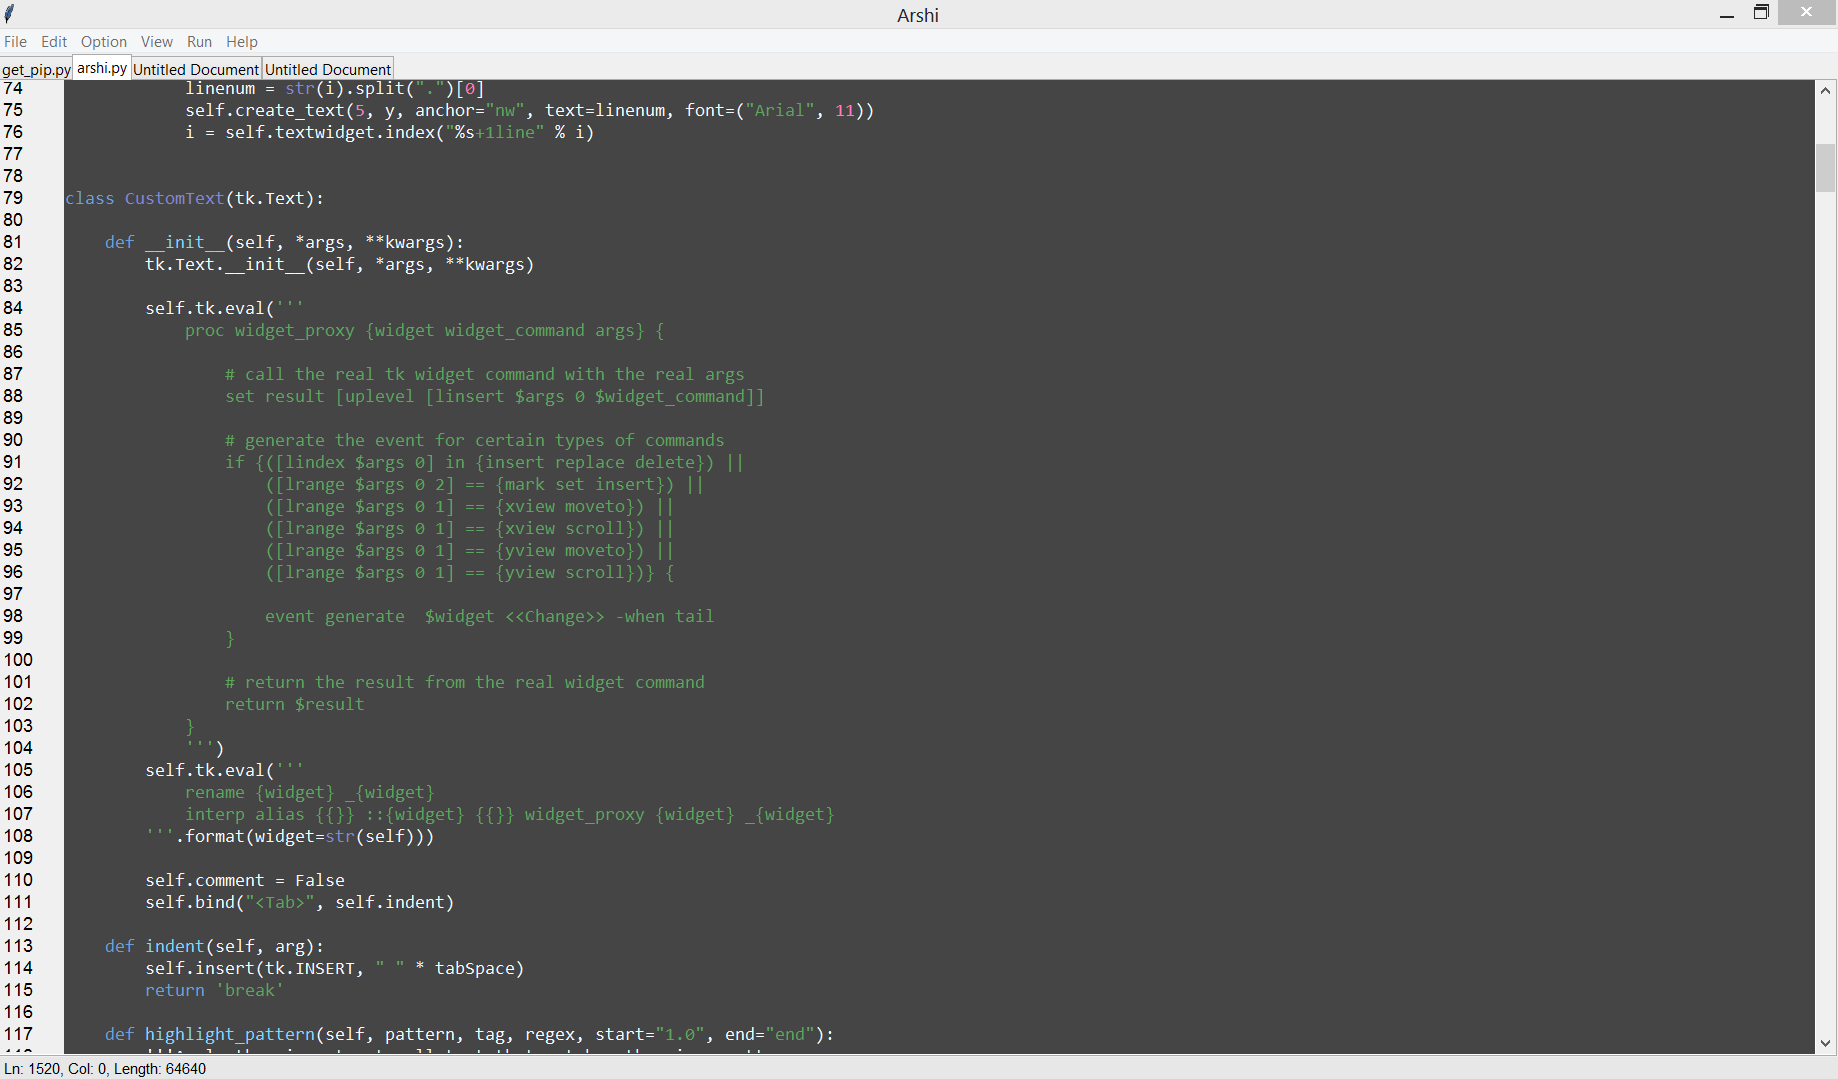 Arshi
File Edit Option View Run Help
get_pip.py arshi.py Untitled Document Untitled Document
74 linenum = str(i).split(".")[0]
75 self.create_text(5, y, anchor="nw", text=linenum, font=("Arial", 11))
76 i = self.textwidget.index("%s+1line" % i)
77
78
79 class CustomText(tk.Text):
80
81 def __init__(self, *args, **kwargs):
82 tk.Text.__init__(self, *args, **kwargs)
83
84 self.tk.eval('''
85 proc widget_proxy {widget widget_command args} {
86
87 # call the real tk widget command with the real args
88 set result [uplevel [linsert $args 0 $widget_command]]
89
90 # generate the event for certain types of commands
91 if {([lindex $args 0] in {insert replace delete}) ||
92 ([lrange $args 0 2] == {mark set insert}) ||
93 ([lrange $args 0 1] == {xview moveto}) ||
94 ([lrange $args 0 1] == {xview scroll}) ||
95 ([lrange $args 0 1] == {yview moveto}) ||
96 ([lrange $args 0 1] == {yview scroll})} {
97
98 event generate  $widget <<Change>> -when tail
99 }
100
101 # return the result from the real widget command
102 return $result
103 }
104 ''')
105 self.tk.eval('''
106 rename {widget} _{widget}
107 interp alias {{}} ::{widget} {{}} widget_proxy {widget} _{widget}
108 '''.format(widget=str(self)))
109
110 self.comment = False
111 self.bind("<Tab>", self.indent)
112
113 def indent(self, arg):
114 self.insert(tk.INSERT, " " * tabSpace)
115 return 'break'
116
117 def highlight_pattern(self, pattern, tag, regex, start="1.0", end="end"):
Ln: 1520, Col: 0, Length: 64640